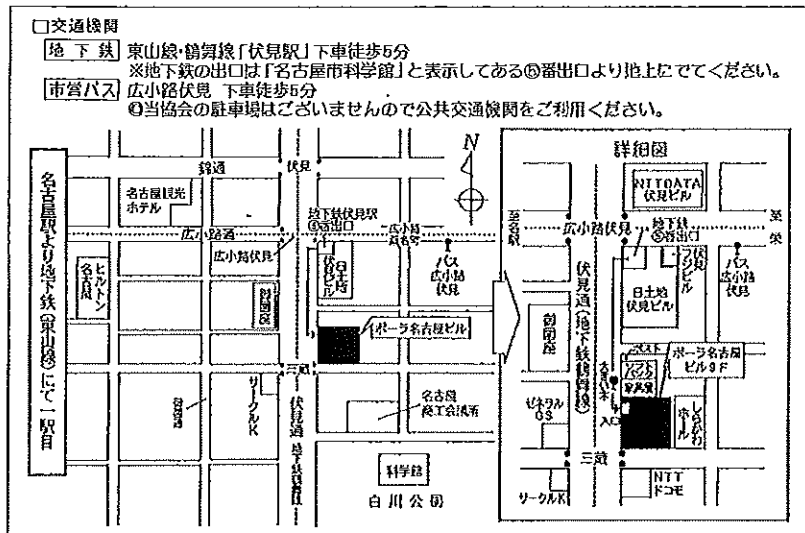 □交通機関
地下鉄 東山線・鶴舞線「伏見駅」下車徒歩5分
※地下鉄の出口は「名古屋市科学館」と表示してある⑤番出口より地上にでてください。
市営バス 広小路伏見 下車徒歩5分
◎当協会の駐車場はございませんので公共交通機関をご利用ください。
名古屋駅より地下鉄(東山線)にて一駅目
錦通
伏見
N
名古屋観光
ホテル
地下鉄伏見駅
⑤番出口
広小路通
広小路伏見
日土地
伏見ビル
バス
広小路
伏見
ヒルトン
名古屋
御園座
ポーラ名古屋ビル
三蔵
サークルK
伏見通
名古屋
商工会議所
科学館
白川公園
詳細図
NTTDATA
伏見ビル
至名駅
広小路伏見
地下鉄
⑤番出口
至栄
バス
広小路
伏見
伏見通(地下鉄鶴舞線)
日土地
伏見ビル
御園座
ポーラ名古屋
ビル9F
入口
ゼネラル
GS
しらかわ
ホール
三蔵
サークルK
NTT
ドコモ